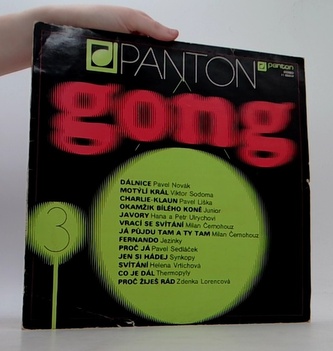 PANTON
panton
STEREO
gong
3
DÁLNICE Pavel Novák
MOTÝLÍ KRÁL Viktor Sodoma
CHARLIE-KLAUN Pavel Liška
OKAMŽIK BÍLÉHO KONĚ Junior
JAVORY Hana a Petr Ulrychovi
VRACÍ SE SVÍTÁNÍ Milan Černohouz
JÁ PŮJDU TAM A TY TAM Milan Černohouz
FERNANDO Jezinky
PROČ JÁ Pavel Sedláček
JEN SI HÁDEJ Synkopy
SVÍTÁNÍ Helena Vrtichová
CO JE DÁL Thermopyly
PROČ ŽIJEŠ RÁD Zdenka Lorencová